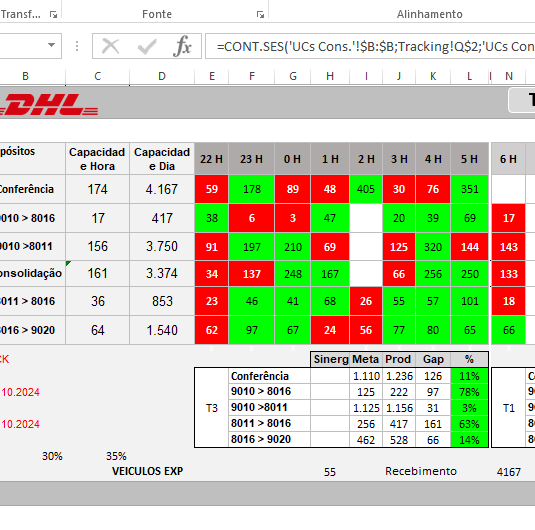 Transf... Fonte Alinhamento
fx =CONT.SES('UCs Cons.'!$B:$B;Tracking!Q$2;'UCs Con
B C D E F G H I J K L N
DHL T
pósitos Capacidad e Hora Capacidad e Dia 22 H 23 H 0 H 1 H 2 H 3 H 4 H 5 H 6 H
Conferência 174 4.167 59 178 89 48 405 30 76 351
9010 > 8016 17 417 38 6 3 47 20 39 69 17
9010 >8011 156 3.750 91 197 210 69 125 320 144 143
onsolidação 161 3.374 34 137 248 167 66 256 250 133
8011 > 8016 36 853 23 46 41 68 26 55 57 101 18
8016 > 9020 64 1.540 62 97 67 24 56 77 80 65 66
CK Sinerg Meta Prod Gap %
Conferência 1.110 1.236 126 11%
10.2024 9010 > 8016 125 222 97 78%
T3 9010 >8011 1.125 1.156 31 3% T1
10.2024 8011 > 8016 256 417 161 63%
8016 > 9020 462 528 66 14%
30% 35%
VEICULOS EXP 55 Recebimento 4167